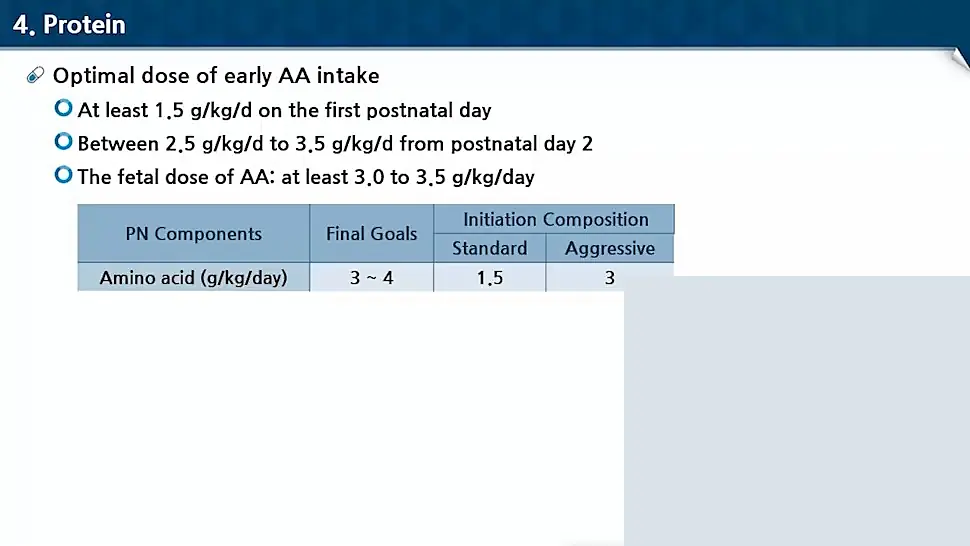 4. Protein
Optimal dose of early AA intake
At least 1.5 g/kg/d on the first postnatal day
Between 2.5 g/kg/d to 3.5 g/kg/d from postnatal day 2
The fetal dose of AA: at least 3.0 to 3.5 g/kg/day
PN Components Final Goals Initiation Composition
Standard Aggressive
Amino acid (g/kg/day) 3 ~ 4 1.5 3